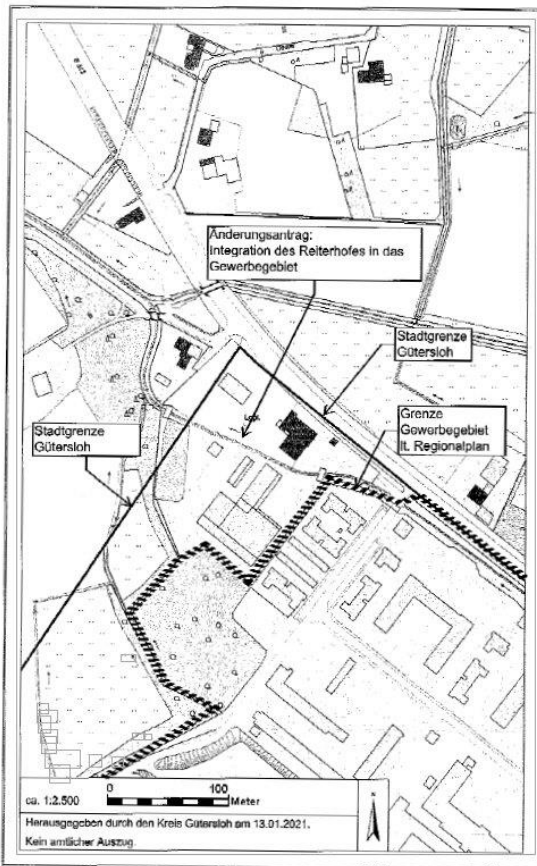 Änderungsantrag:
Integration des Reiterhofes in das
Gewerbegebiet
Stadtgrenze
Gütersloh
Grenze
Gewerbegebiet
lt. Regionalplan
Stadtgrenze
Gütersloh
ca. 1:2.500
0
100
Meter
Herausgegeben durch den Kreis Gütersloh am 13.01.2021.
Kein amtlicher Auszug.